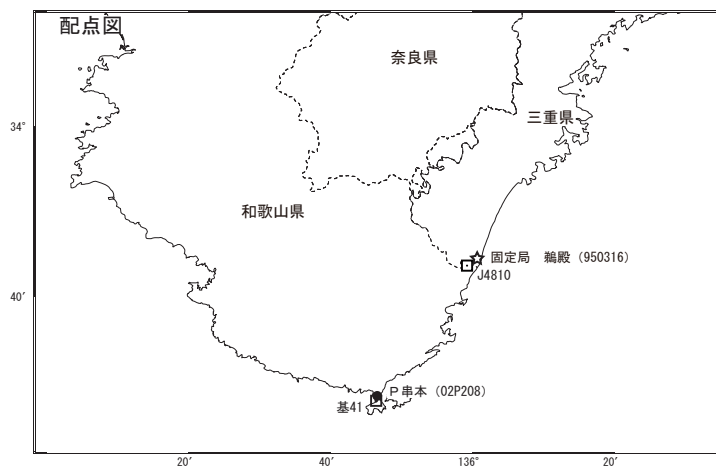 配点図
奈良県
三重県
34°
和歌山県
固定局 鵜殿（950316）
J4810
40′
P串本（02P208）
基41
20′
40′
136°
20′